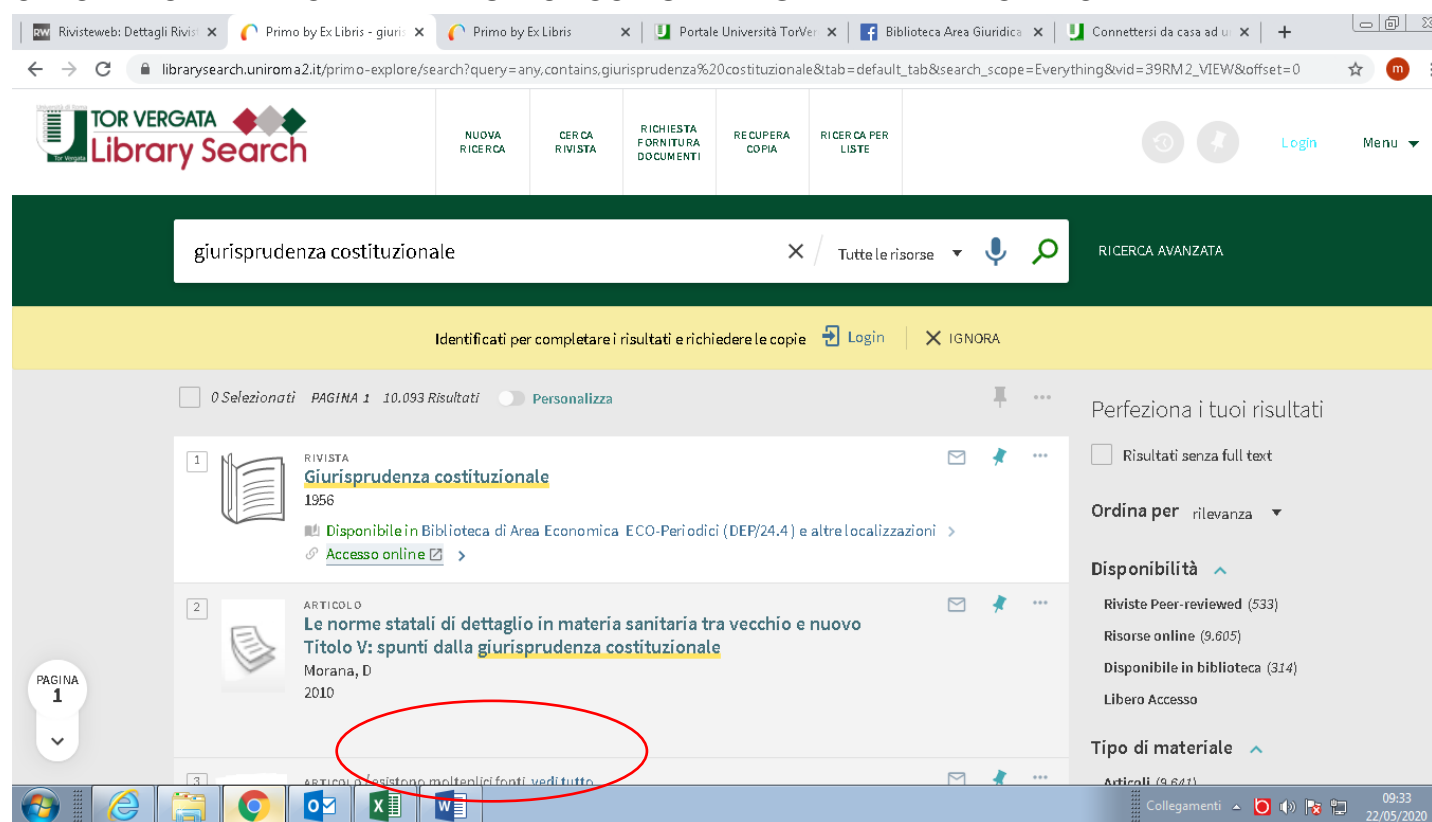 Rivisteweb: Dettagli Rivist
Primo by Ex Libris - giuris
Primo by Ex Libris
Portale Università TorVer
Biblioteca Area Giuridica
Connettersi da casa ad u
librarysearch.uniroma2.it/primo-explore/search?query=any,contains,giurisprudenza%20costituzionale&tab=default_tab&search_scope=Everything&vid=39RM2_VIEW&offset=0
m
TOR VERGATA
Library Search
Tor Vergata
NUOVA
RICERCA
CERCA
RIVISTA
RICHIESTA
FORNITURA
DOCUMENTI
RECUPERA
COPIA
RICERCA PER
LISTE
Login
Menu
giurisprudenza costituzionale
Tutte le risorse
RICERCA AVANZATA
Identificati per completare i risultati e richiedere le copie
Login
IGNORA
0 Selezionati PAGINA 1 10.093 Risultati
Personalizza
Perfeziona i tuoi risultati
1
RIVISTA
Giurisprudenza costituzionale
1956
Disponibile in Biblioteca di Area Economica ECO-Periodici (DEP/24.4) e altre localizzazioni
Accesso online
Risultati senza full text
Ordina per rilevanza
Disponibilità
Riviste Peer-reviewed (533)
Risorse online (9.605)
Disponibile in biblioteca (314)
Libero Accesso
Tipo di materiale
Articoli (9.641)
2
ARTICOLO
Le norme statali di dettaglio in materia sanitaria tra vecchio e nuovo
Titolo V: spunti dalla giurisprudenza costituzionale
Morana, D
2010
PAGINA
1
3
ARTICOLO / esistono molteplici fonti vedi tutto
Collegamenti
09:33
22/05/2020